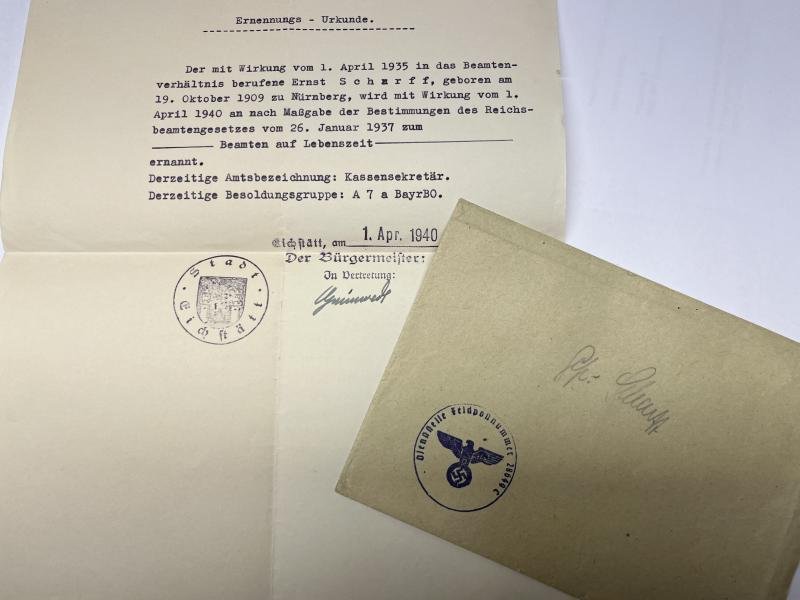 Ernennungs - Urkunde.
Der mit Wirkung vom 1. April 1935 in das Beamten-
verhältnis berufene Ernst S c h a r f f, geboren am
19. Oktober 1909 zu Nürnberg, wird mit Wirkung vom 1.
April 1940 an nach Maßgabe der Bestimmungen des Reichs-
beamtengesetzes vom 26. Januar 1937 zum
Beamten auf Lebenszeit
ernannt.
Derzeitige Amtsbezeichnung: Kassensekretär.
Derzeitige Besoldungsgruppe: A 7 a BayrBO.
Eichstätt, am 1. Apr. 1940
Der Bürgermeister:
In Vertretung:
Stadt Eichstätt
Dienststelle Feldpostnummer 28040 C